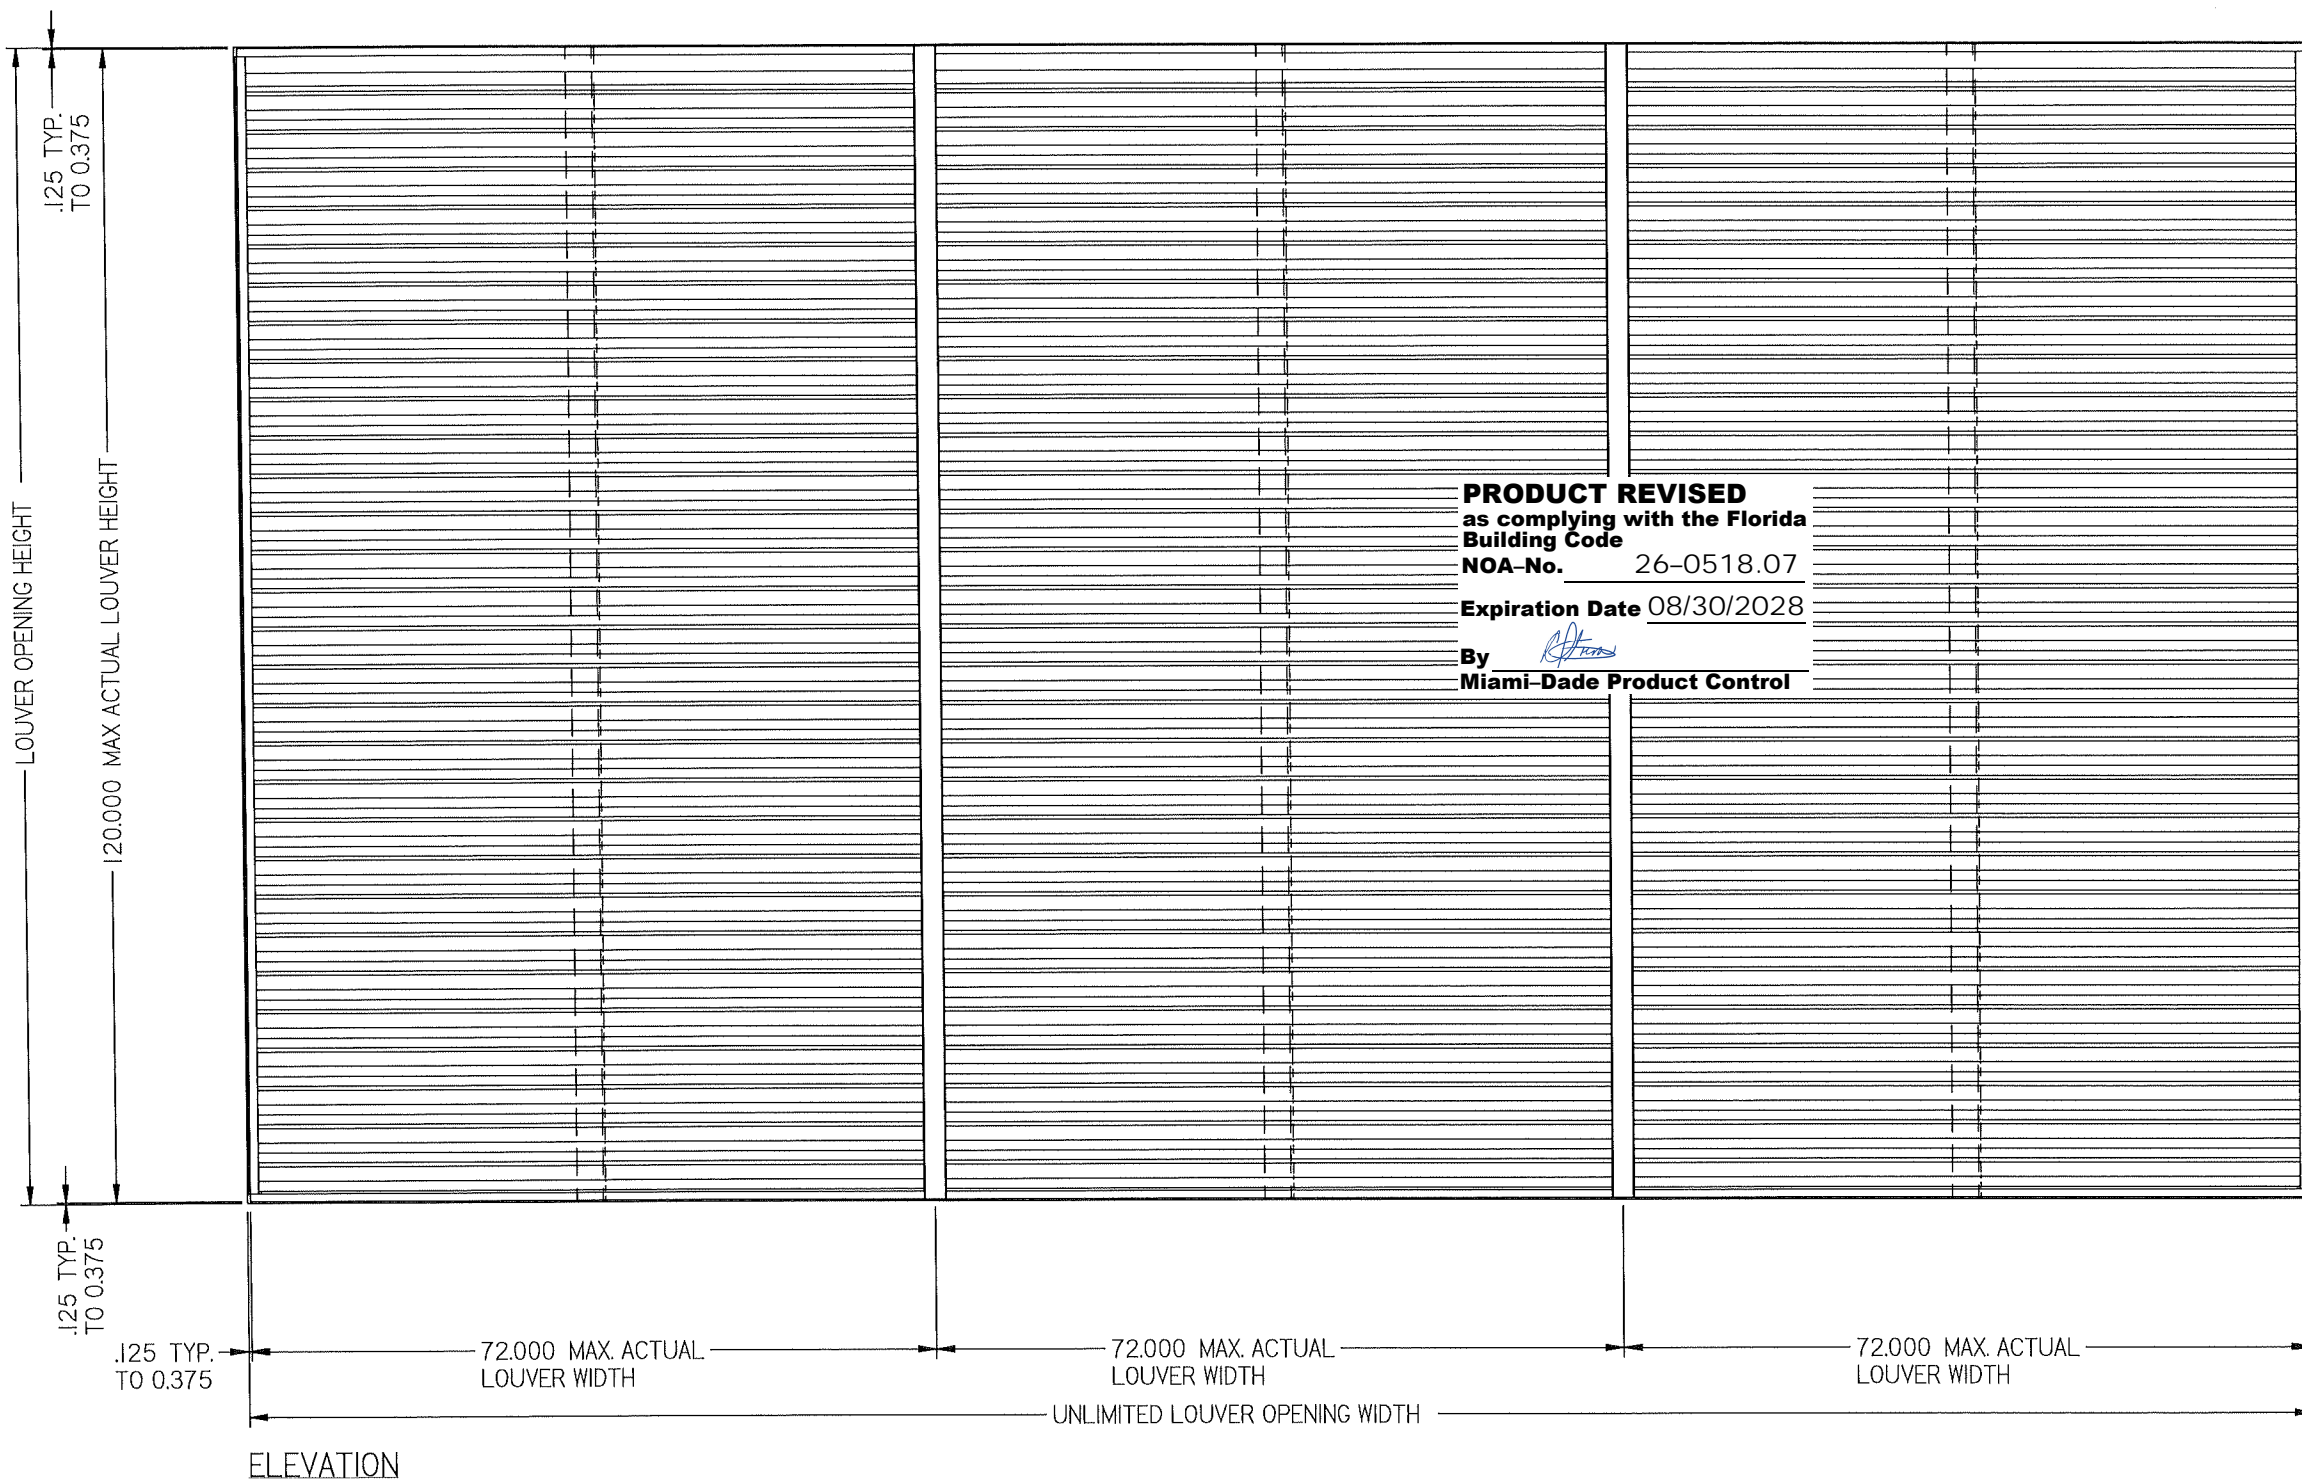 .125 TYP.
TO 0.375
LOUVER OPENING HEIGHT
120.000 MAX ACTUAL LOUVER HEIGHT
PRODUCT REVISED
as complying with the Florida
Building Code
NOA-No. 26-0518.07
Expiration Date 08/30/2028
By
Miami-Dade Product Control
.125 TYP.
TO 0.375
.125 TYP.
TO 0.375
72.000 MAX. ACTUAL
LOUVER WIDTH
72.000 MAX. ACTUAL
LOUVER WIDTH
72.000 MAX. ACTUAL
LOUVER WIDTH
UNLIMITED LOUVER OPENING WIDTH
ELEVATION